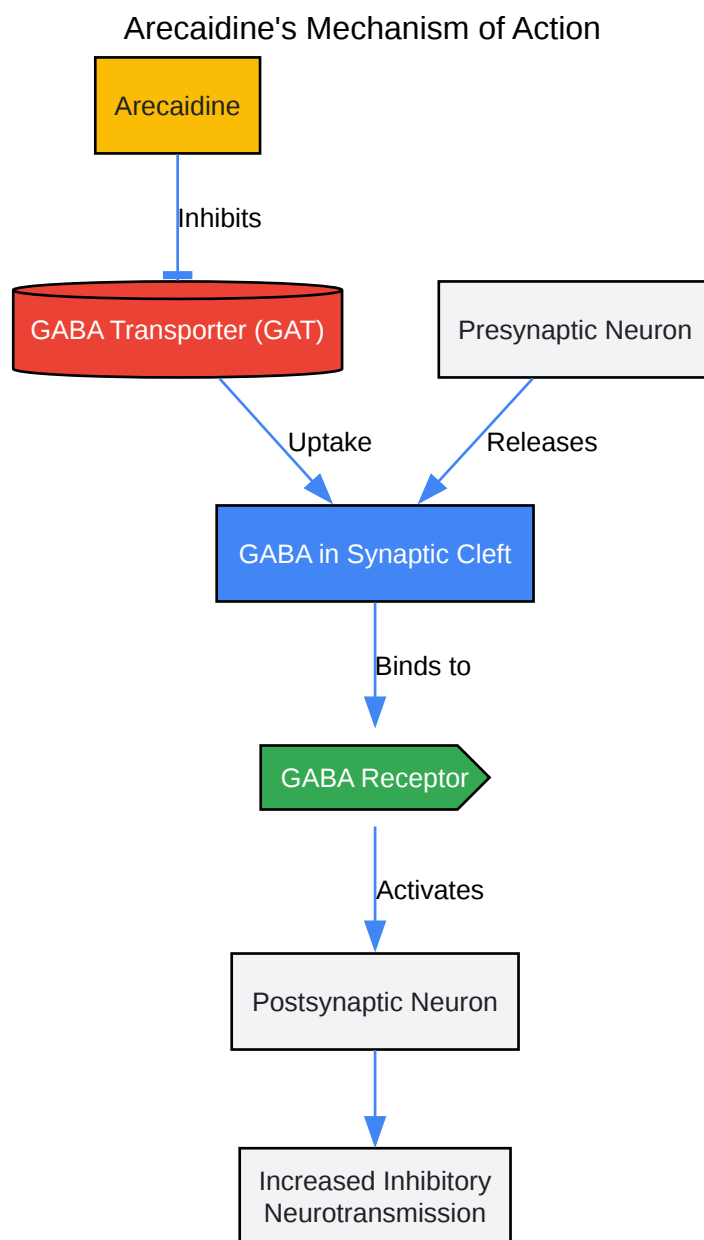 Arecaidine's Mechanism of Action
Arecaidine
Inhibits
GABA Transporter (GAT)
Presynaptic Neuron
Uptake
Releases
GABA in Synaptic Cleft
Binds to
GABA Receptor
Activates
Postsynaptic Neuron
Increased Inhibitory
Neurotransmission